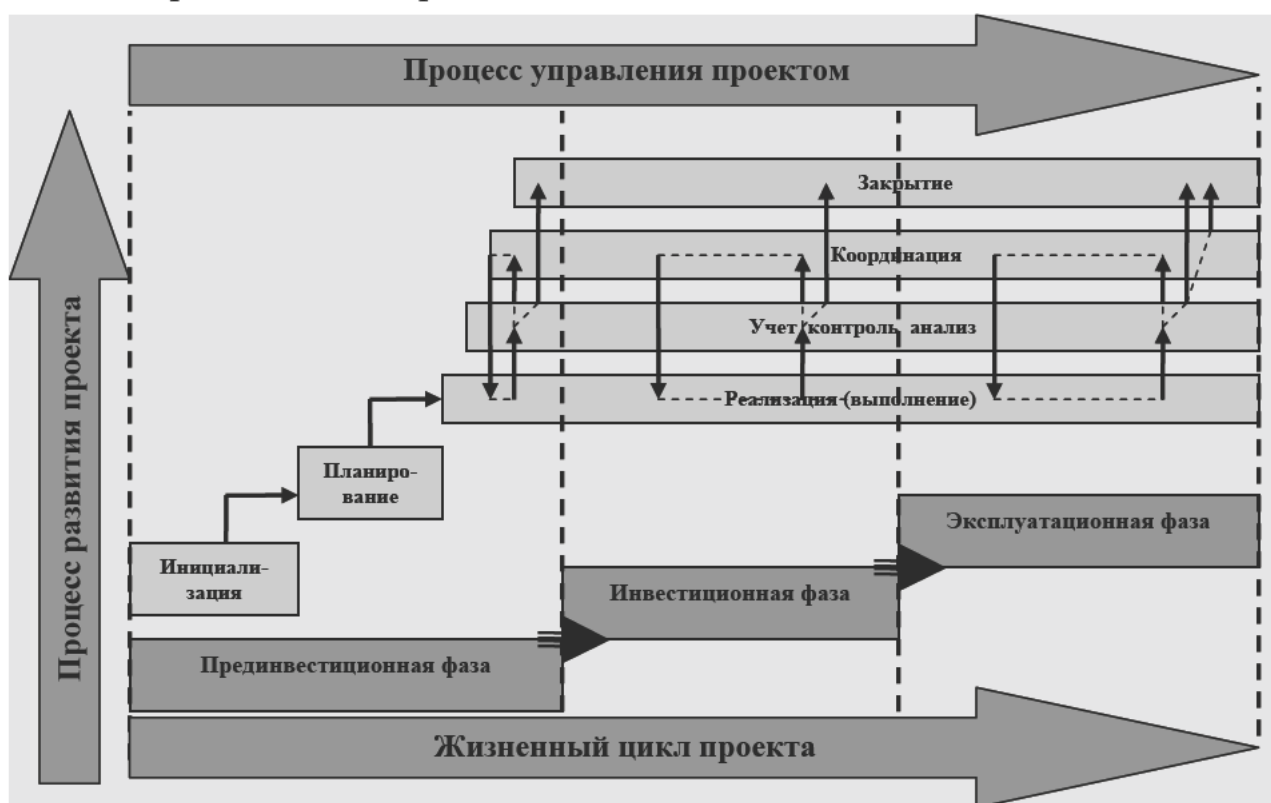 Процесс управления проектом
Закрытие
Координация
Учет, контроль, анализ
Реализация (выполнение)
Планиро-
вание
Инициали-
зация
Процесс развития проекта
Эксплуатационная фаза
Инвестиционная фаза
Прединвестиционная фаза
Жизненный цикл проекта